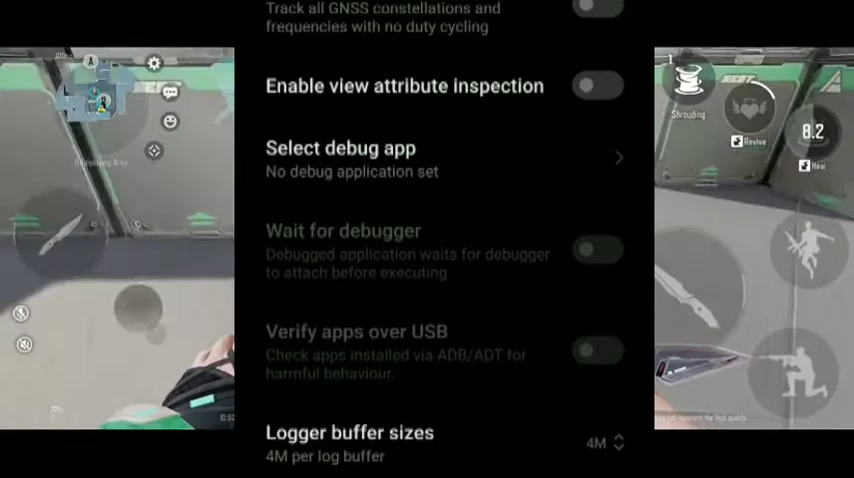 Track all GNSS constellations and
frequencies with no duty cycling
Enable view attribute inspection
Select debug app
No debug application set
Wait for debugger
Debugged application waits for debugger
to attach before executing
Verify apps over USB
Check apps installed via ADB/ADT for
harmful behaviour.
Logger buffer sizes
4M per log buffer
4M
A
1
Shrouding
Revive
8.2
Heal